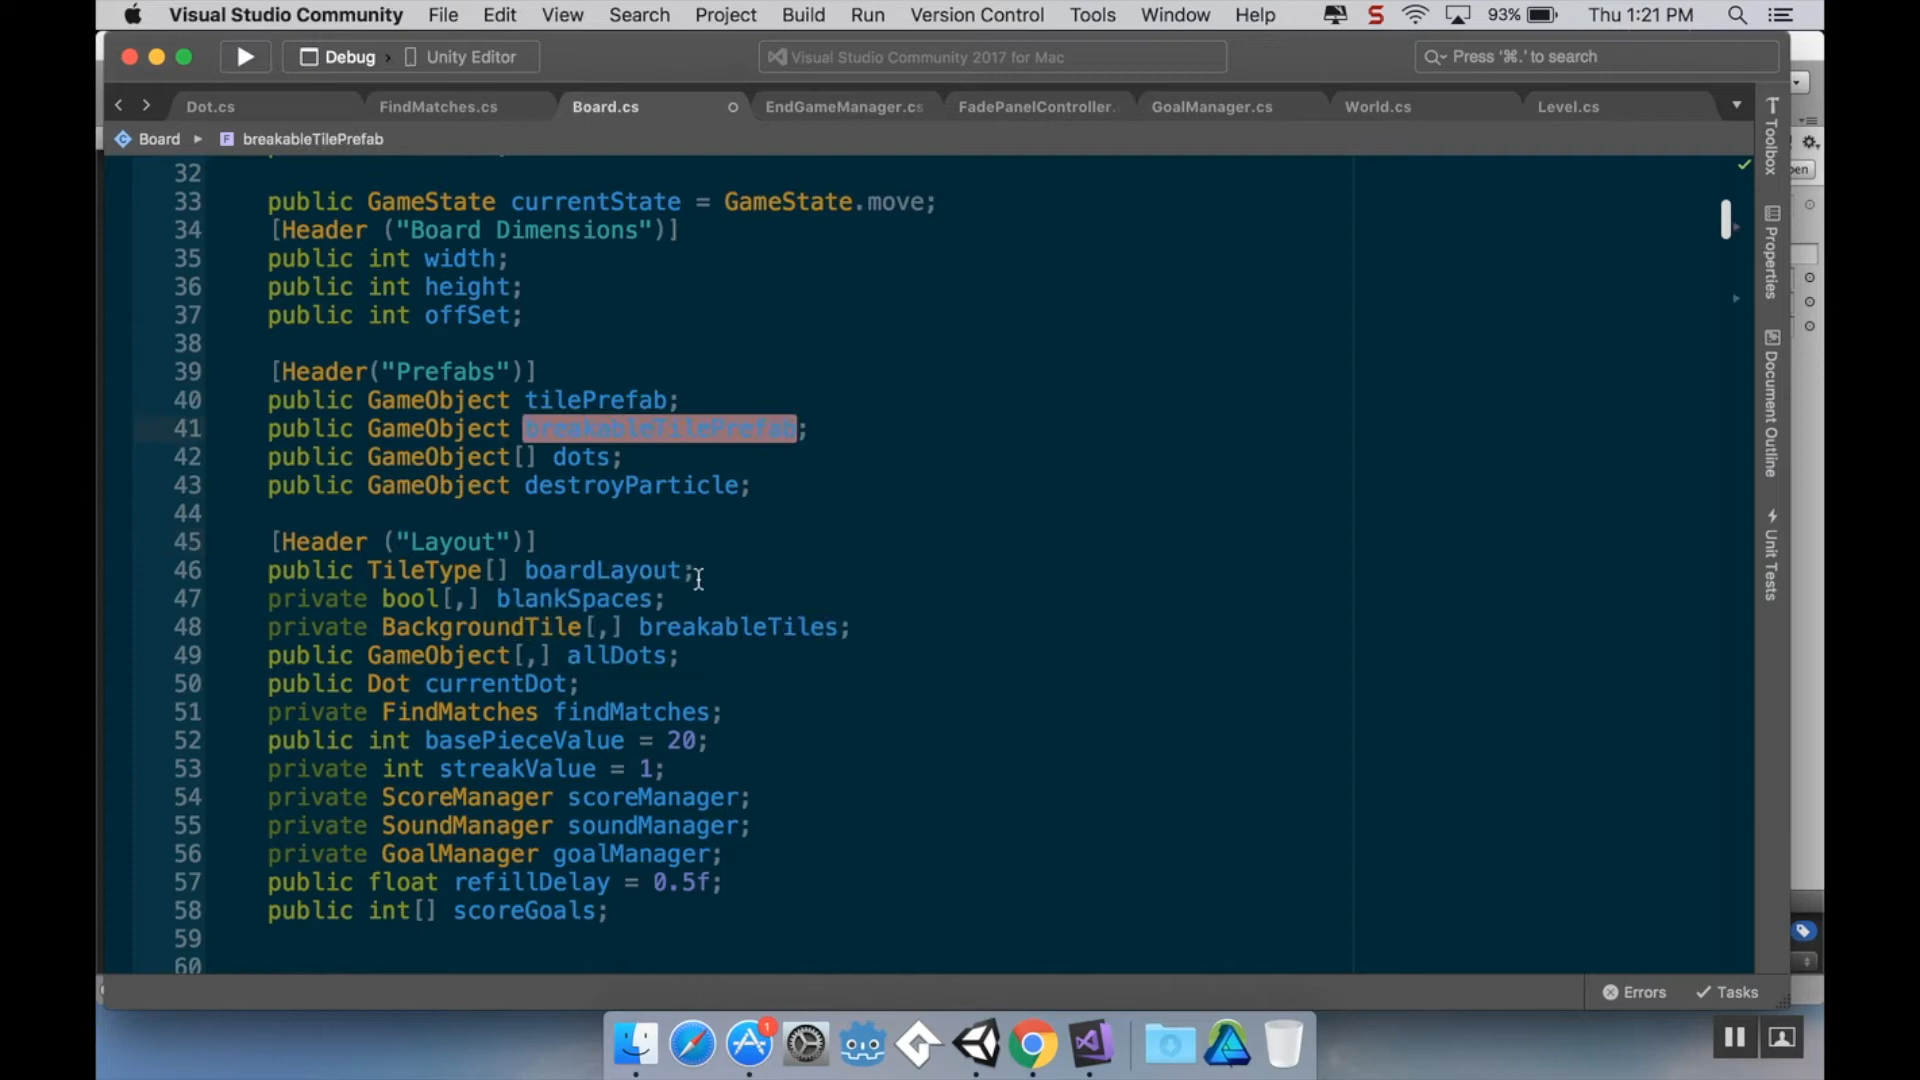 Visual Studio Community File Edit View Search Project Build Run Version Control Tools Window Help 93% Thu 1:21 PM
Debug Unity Editor Visual Studio Community 2017 for Mac Press '⌘.' to search
Dot.cs FindMatches.cs Board.cs EndGameManager.cs FadePanelController. GoalManager.cs World.cs Level.cs
Board breakableTilePrefab
32
33 public GameState currentState = GameState.move;
34 [Header ("Board Dimensions")]
35 public int width;
36 public int height;
37 public int offSet;
38
39 [Header("Prefabs")]
40 public GameObject tilePrefab;
41 public GameObject breakableTilePrefab;
42 public GameObject[] dots;
43 public GameObject destroyParticle;
44
45 [Header ("Layout")]
46 public TileType[] boardLayout;
47 private bool[,] blankSpaces;
48 private BackgroundTile[,] breakableTiles;
49 public GameObject[,] allDots;
50 public Dot currentDot;
51 private FindMatches findMatches;
52 public int basePieceValue = 20;
53 private int streakValue = 1;
54 private ScoreManager scoreManager;
55 private SoundManager soundManager;
56 private GoalManager goalManager;
57 public float refillDelay = 0.5f;
58 public int[] scoreGoals;
59
60
Toolbox
Properties
Document Outline
Unit Tests
Errors Tasks
1